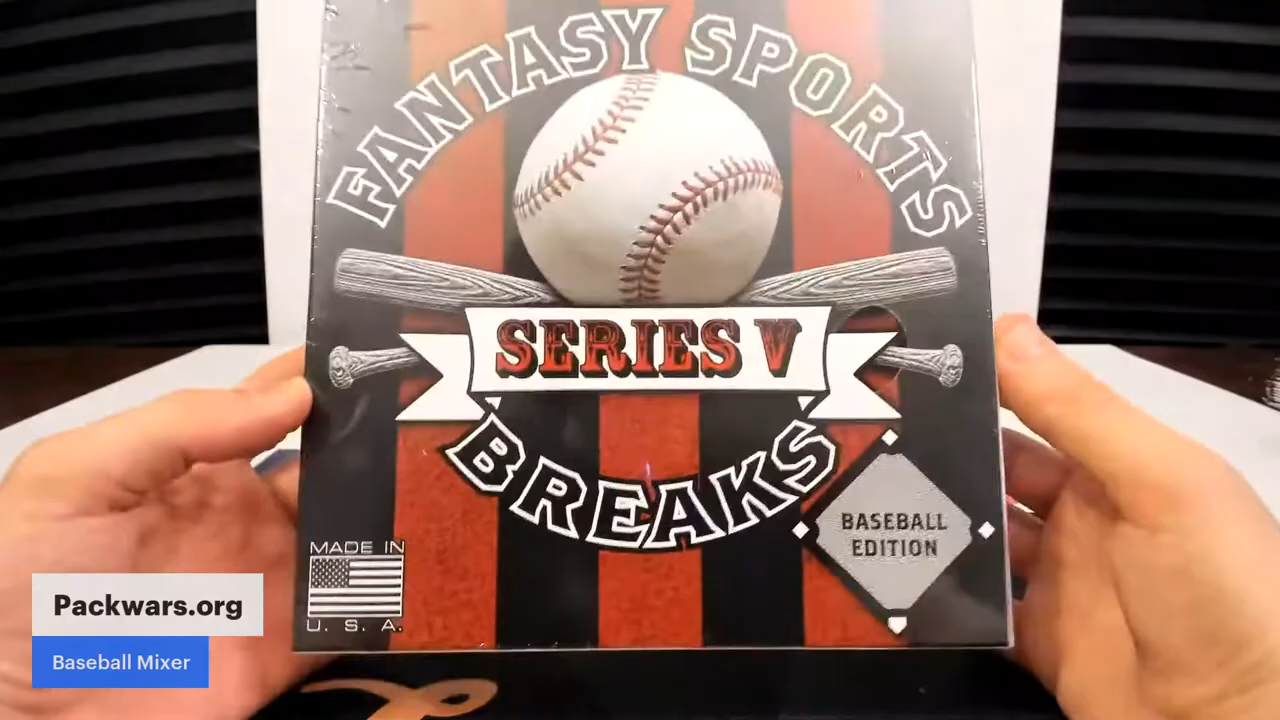 FANTASY SPORTS
SERIES V
BREAKS
BASEBALL
EDITION
MADE IN
U. S. A.
Packwars.org
Baseball Mixer